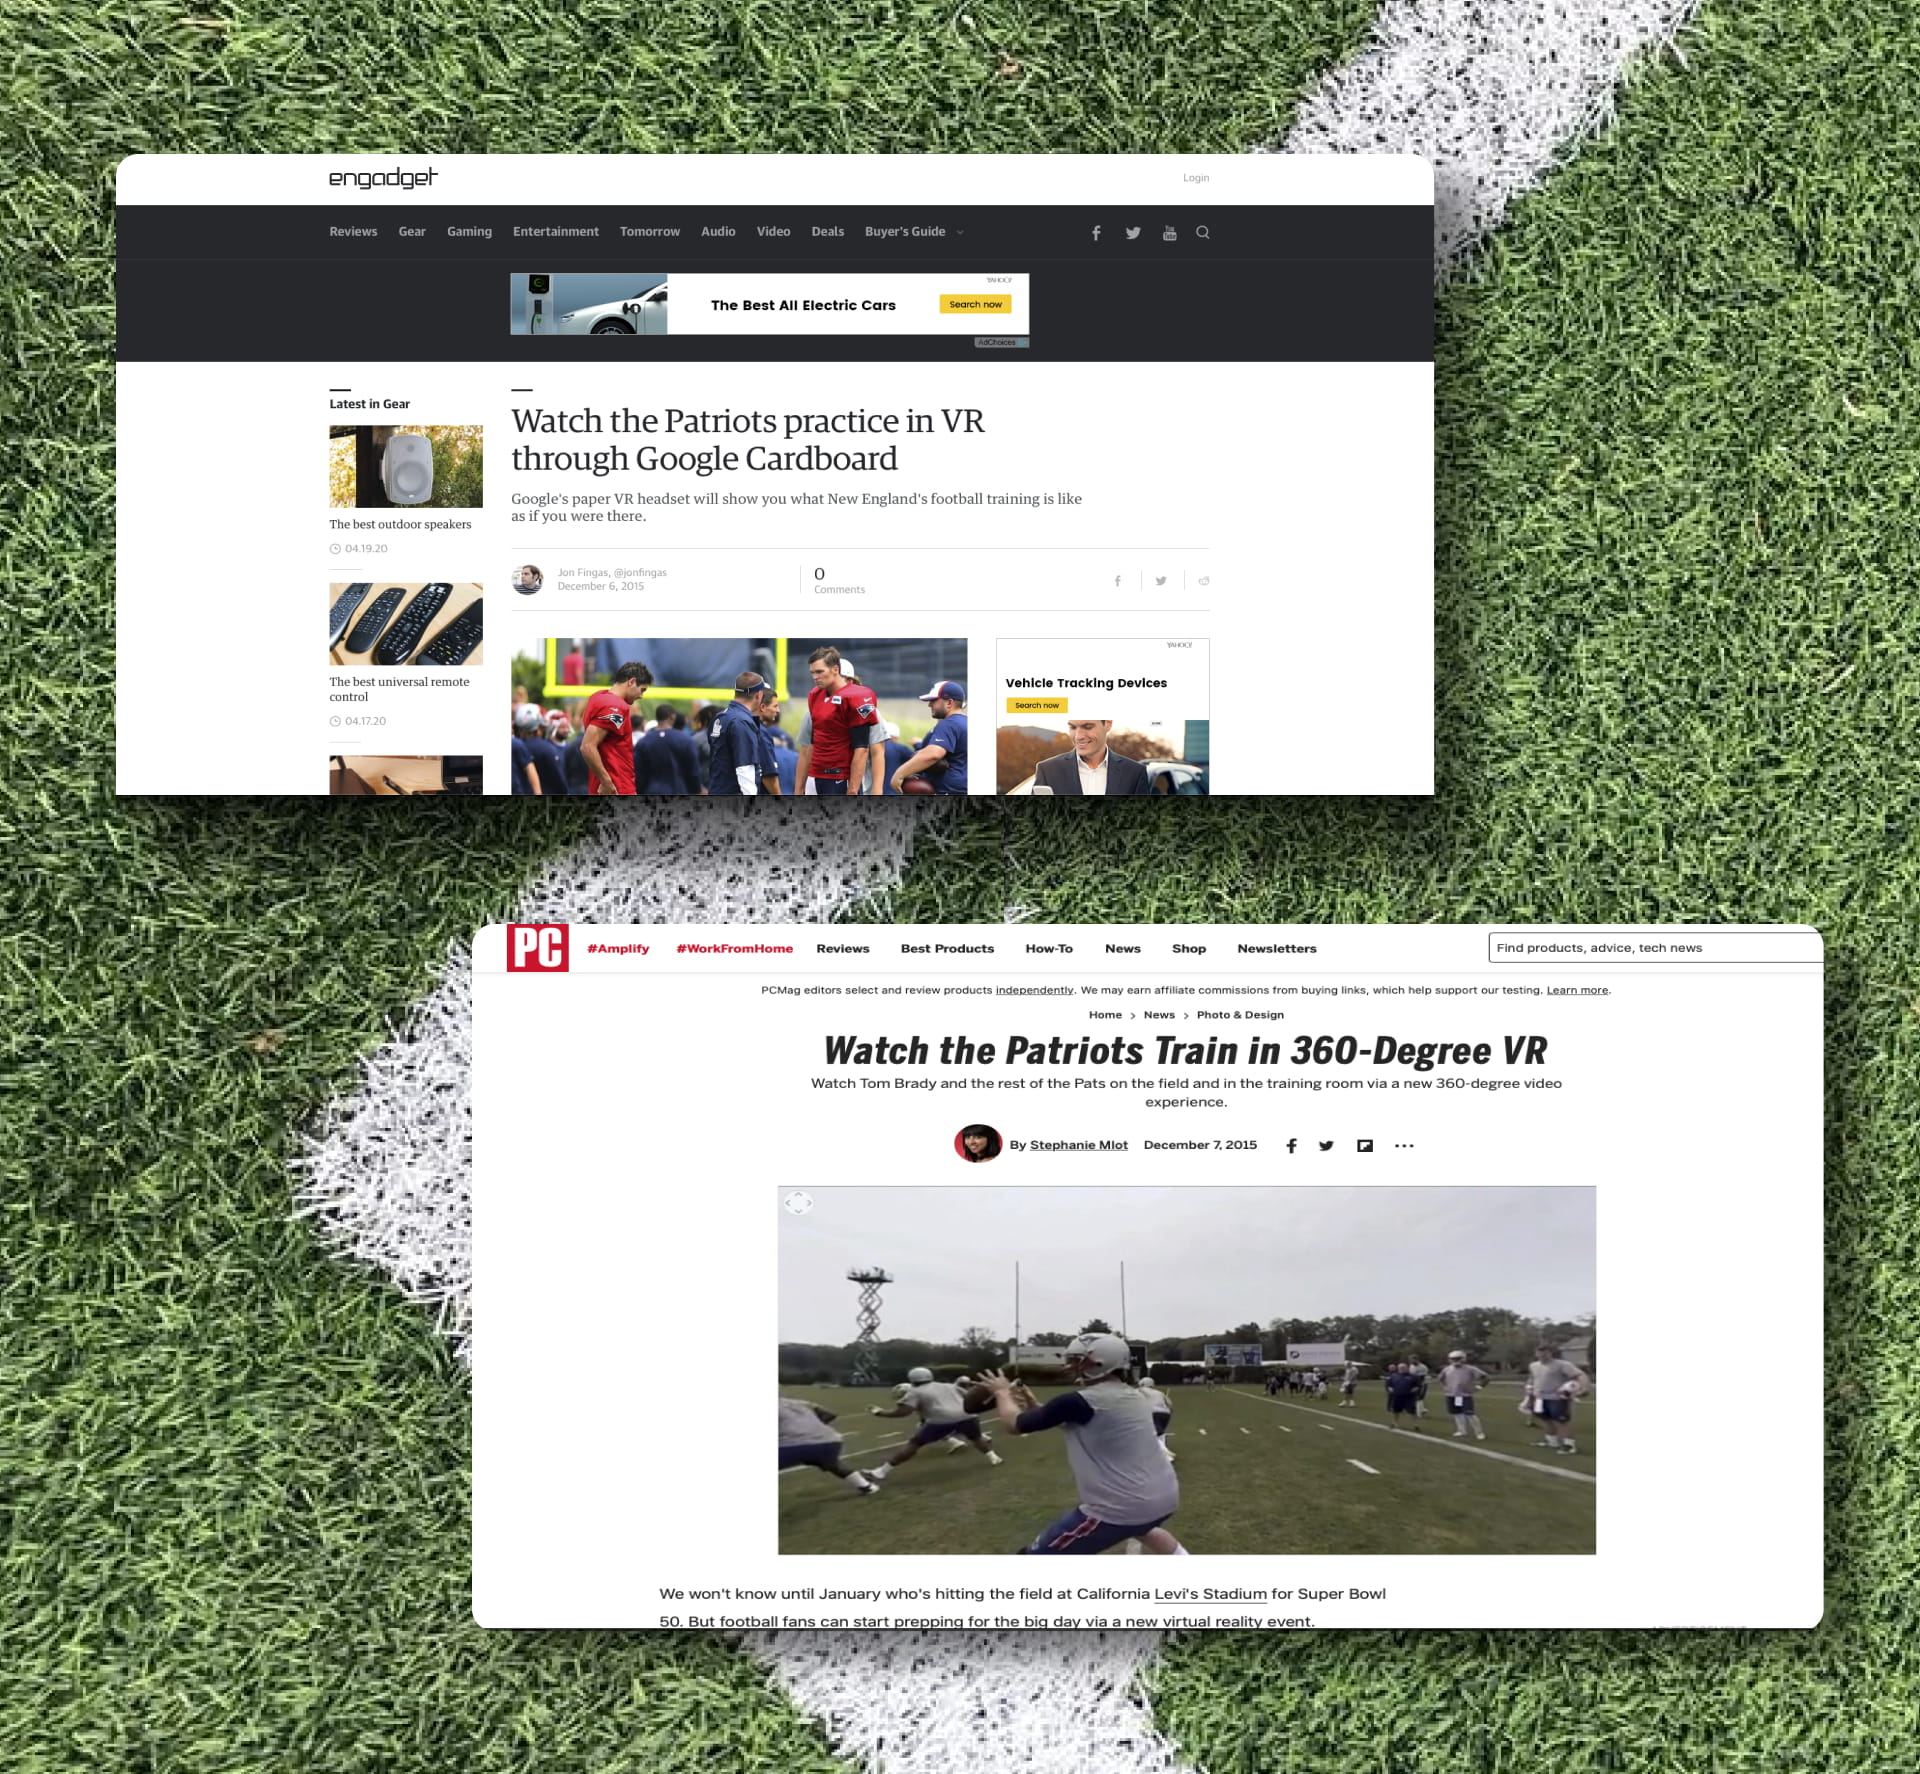 engadget
Login
Reviews Gear Gaming Entertainment Tomorrow Audio Video Deals Buyer's Guide
You Tube
YAHOO!
The Best All Electric Cars
Search now
AdChoices
Latest in Gear
The best outdoor speakers
04.19.20
The best universal remote
control
04.17.20
Watch the Patriots practice in VR
through Google Cardboard
Google's paper VR headset will show you what New England's football training is like
as if you were there.
Jon Fingas, @jonfingas
December 6, 2015
0
Comments
YAHOO!
Vehicle Tracking Devices
Search now
PC
#Amplify #WorkFromHome Reviews Best Products How-To News Shop Newsletters
Find products, advice, tech news
PCMag editors select and review products independently. We may earn affiliate commissions from buying links, which help support our testing. Learn more.
Home > News > Photo & Design
Watch the Patriots Train in 360-Degree VR
Watch Tom Brady and the rest of the Pats on the field and in the training room via a new 360-degree video
experience.
By Stephanie Mlot December 7, 2015
We won't know until January who's hitting the field at California Levi's Stadium for Super Bowl
50. But football fans can start prepping for the big day via a new virtual reality event.